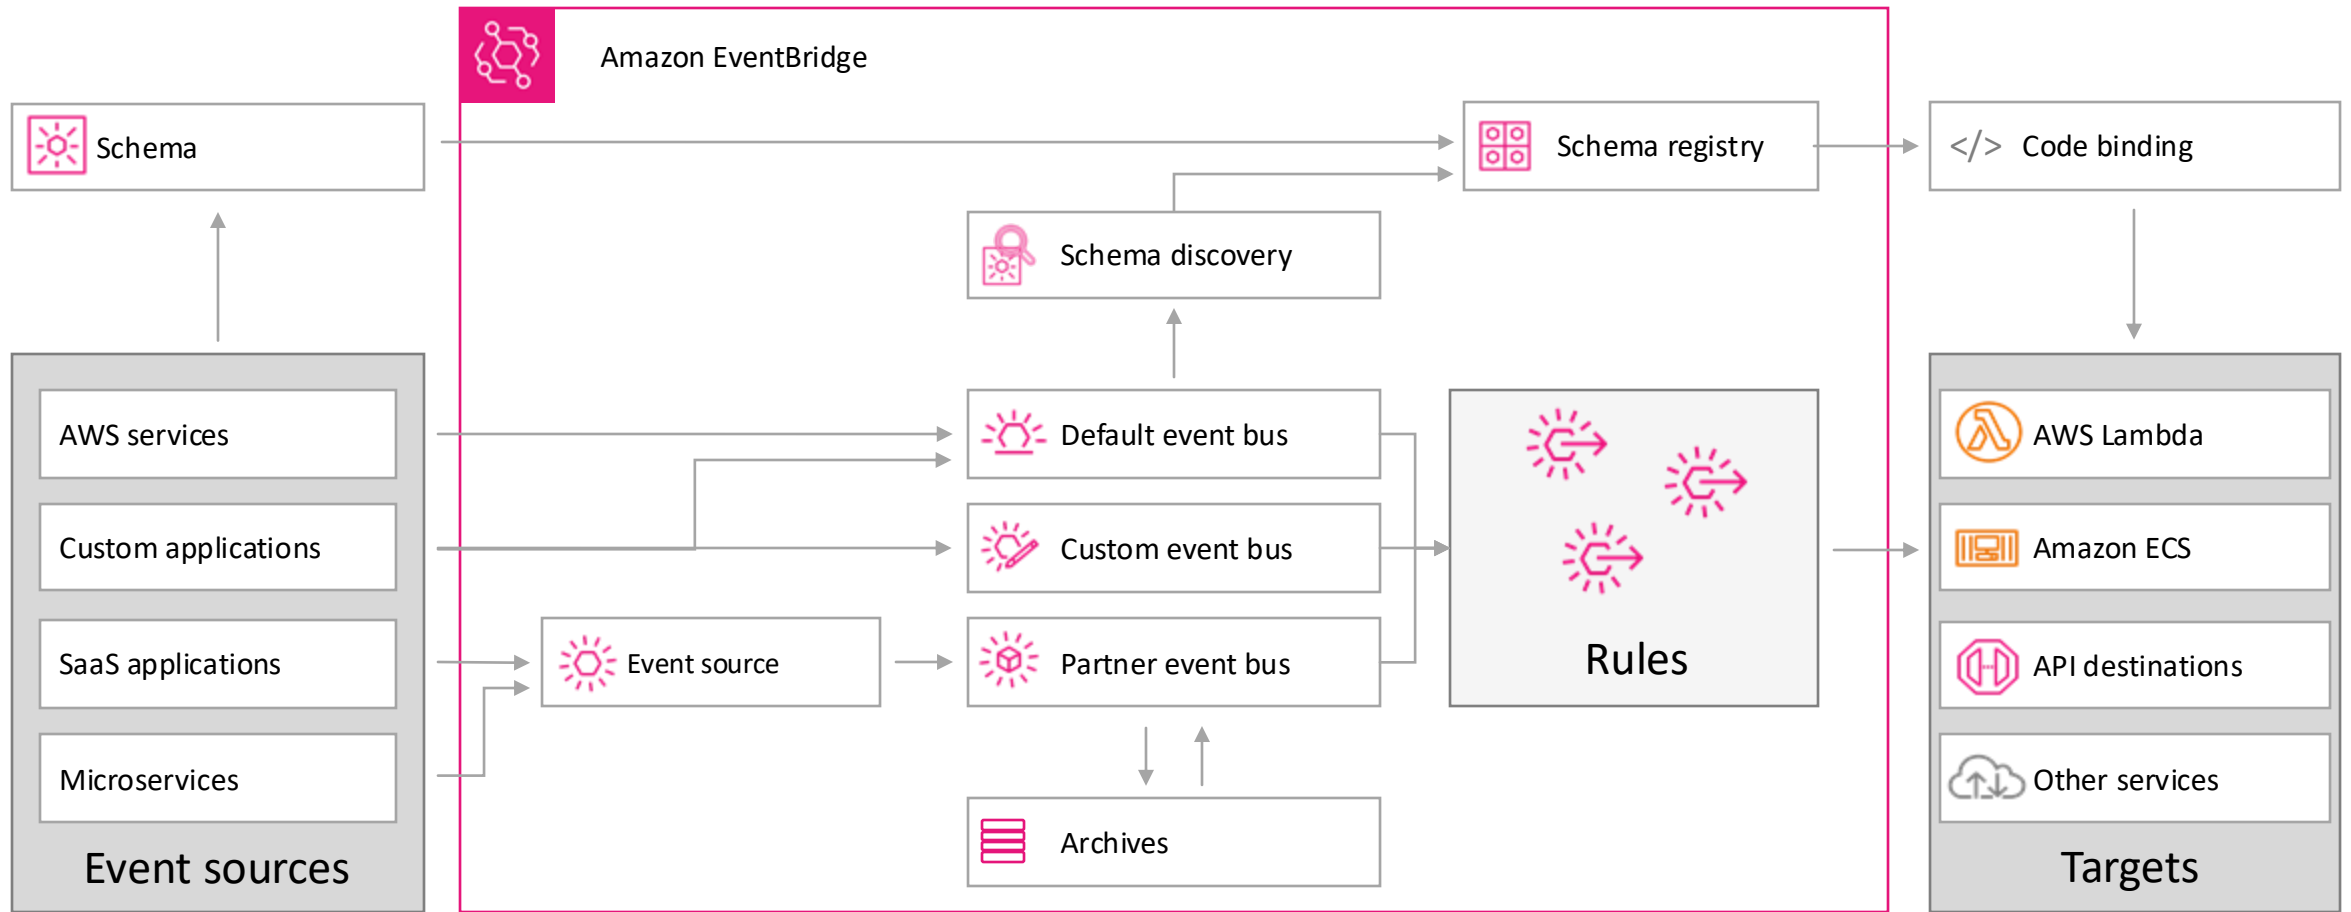 Amazon EventBridge
Schema
Schema registry
</> Code binding
Schema discovery
AWS services
Default event bus
AWS Lambda
Custom applications
Custom event bus
Amazon ECS
SaaS applications
Event source
Partner event bus
Rules
API destinations
Microservices
Other services
Archives
Event sources
Targets